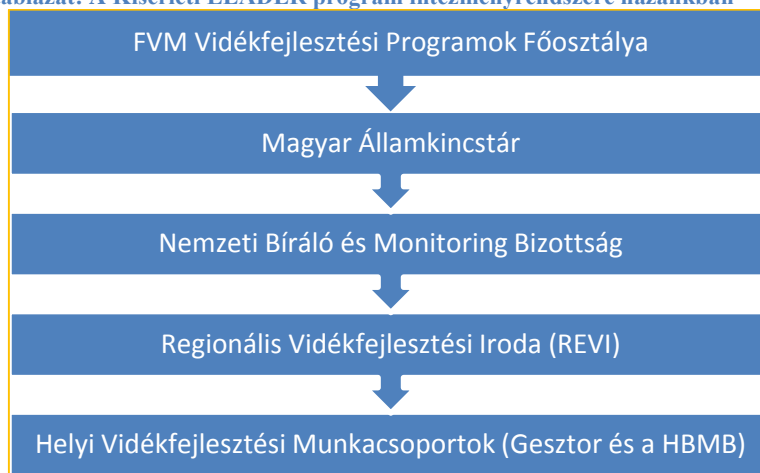 táblázat: A Kísérleti LEADER program intézményrendszere hazánkban
FVM Vidékfejlesztési Programok Főosztálya
Magyar Államkincstár
Nemzeti Bíráló és Monitoring Bizottság
Regionális Vidékfejlesztési Iroda (REVI)
Helyi Vidékfejlesztési Munkacsoportok (Gesztor és a HBMB)